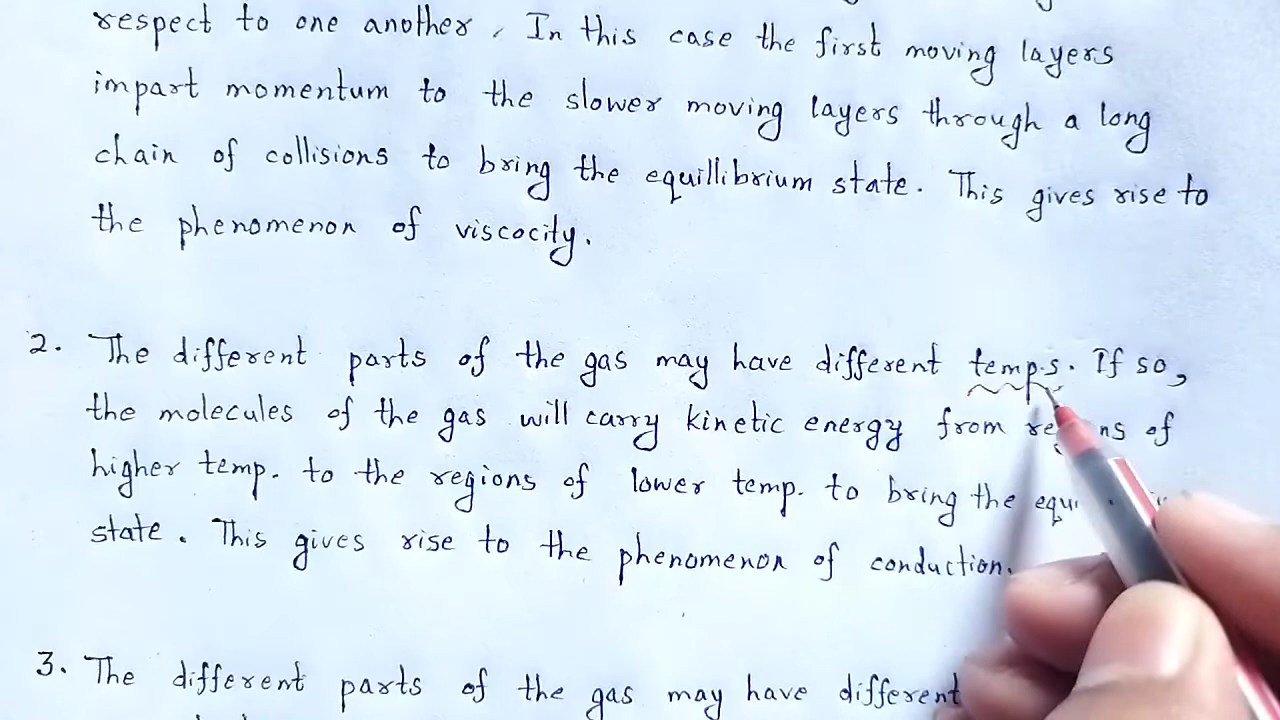 respect to one another, In this case the first moving layers
impart momentum to the slower moving layers through a long
chain of collisions to bring the equillibrium state. This gives rise to
the phenomenon of viscocity.
2. The different parts of the gas may have different temps. If so,
the molecules of the gas will carry kinetic energy from of
higher temp. to the regions of lower temp. to bring the
state. This gives rise to the phenomenon of conduction.
3. The different parts of the gas may have different